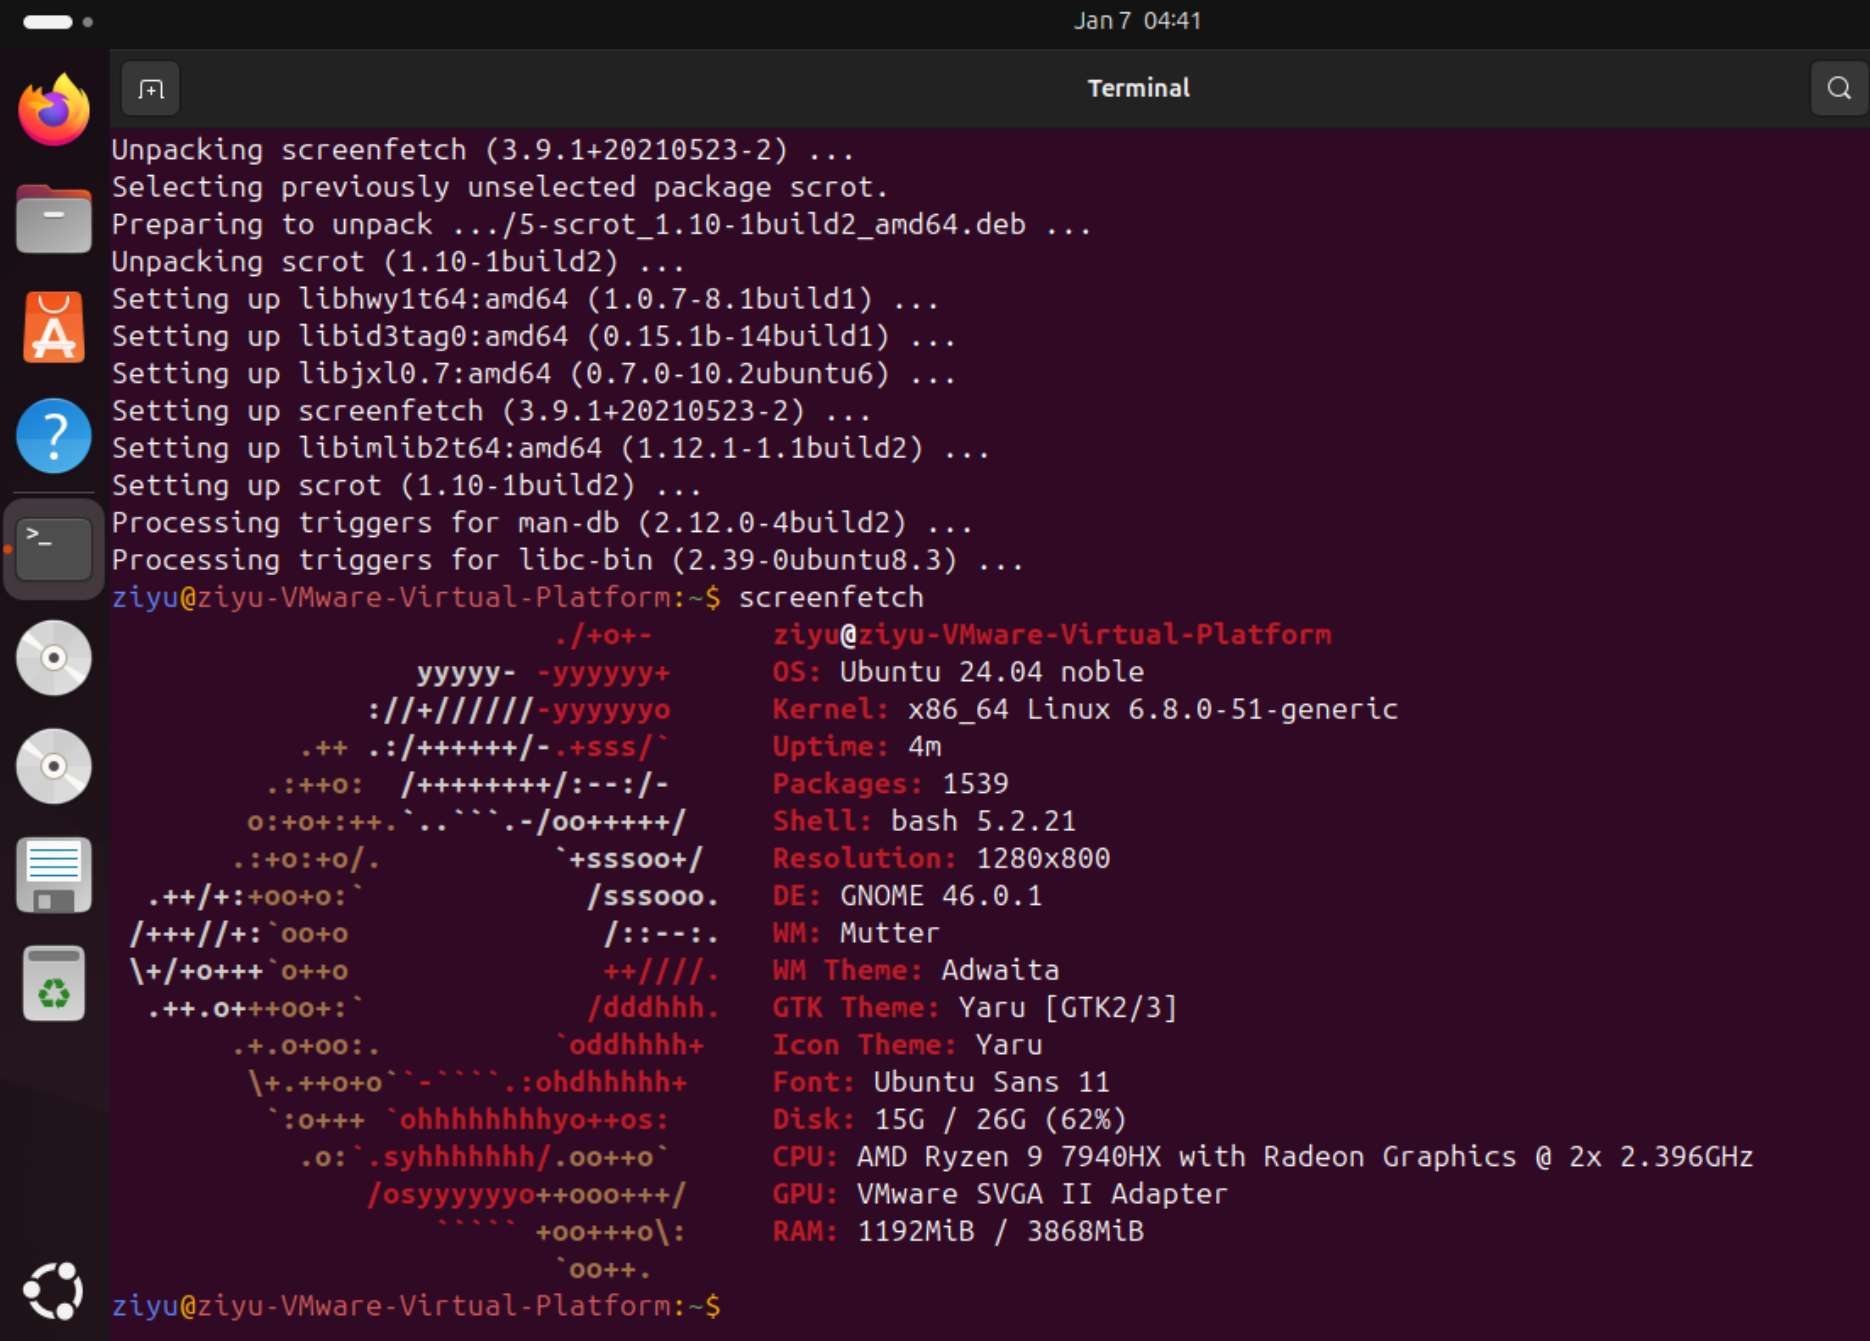 Jan 7 04:41
Terminal
Unpacking screenfetch (3.9.1+20210523-2) ...
Selecting previously unselected package scrot.
Preparing to unpack .../5-scrot_1.10-1build2_amd64.deb ...
Unpacking scrot (1.10-1build2) ...
Setting up libhwy1t64:amd64 (1.0.7-8.1build1) ...
Setting up libid3tag0:amd64 (0.15.1b-14build1) ...
Setting up libjxl0.7:amd64 (0.7.0-10.2ubuntu6) ...
Setting up screenfetch (3.9.1+20210523-2) ...
Setting up libimlib2t64:amd64 (1.12.1-1.1build2) ...
Setting up scrot (1.10-1build2) ...
Processing triggers for man-db (2.12.0-4build2) ...
Processing triggers for libc-bin (2.39-0ubuntu8.3) ...
ziyu@ziyu-VMware-Virtual-Platform:~$ screenfetch
                          ./+o+-       ziyu@ziyu-VMware-Virtual-Platform
                  yyyyy- -yyyyyy+      OS: Ubuntu 24.04 noble
               ://+//////-yyyyyyo      Kernel: x86_64 Linux 6.8.0-51-generic
           .++ .:/++++++/-.+sss/`      Uptime: 4m
         .:++o:  /++++++++/:--:/-      Packages: 1539
        o:+o+:++.`..```.-/oo+++++/     Shell: bash 5.2.21
       .:+o:+o/.          `+sssoo+/    Resolution: 1280x800
  .++/+:+oo+o:`             /sssooo.   DE: GNOME 46.0.1
 /+++//+:`oo+o               /::--:.   WM: Mutter
 \+/+o+++`o++o               ++////.   WM Theme: Adwaita
  .++.o+++oo+:`             /dddhhh.   GTK Theme: Yaru [GTK2/3]
       .+.o+oo:.          `oddhhhh+    Icon Theme: Yaru
        \+.++o+o``-````.:ohdhhhhh+     Font: Ubuntu Sans 11
         `:o+++ `ohhhhhhhhyo++os:      Disk: 15G / 26G (62%)
           .o:`.syhhhhhhh/.oo++o`      CPU: AMD Ryzen 9 7940HX with Radeon Graphics @ 2x 2.396GHz
               /osyyyyyyo++ooo+++/     GPU: VMware SVGA II Adapter
                   ````` +oo+++o\:     RAM: 1192MiB / 3868MiB
                          `oo++.
ziyu@ziyu-VMware-Virtual-Platform:~$